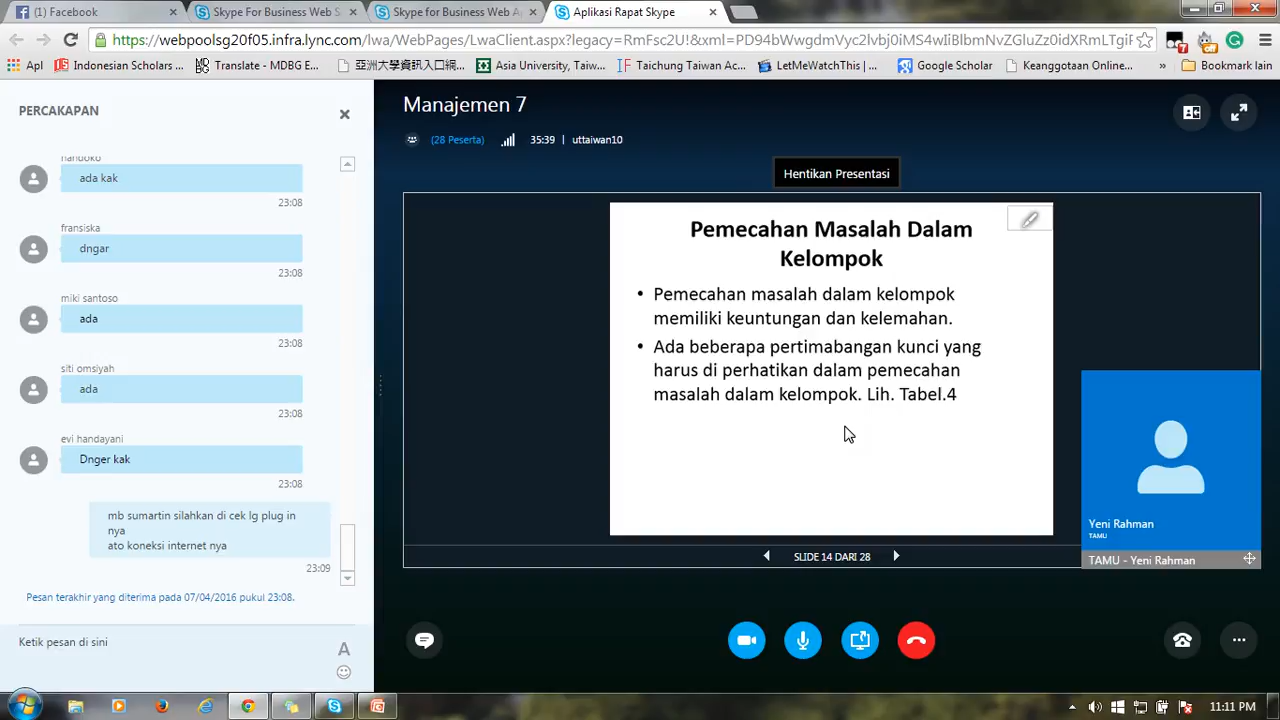 (1) Facebook
Skype For Business Web S
Skype for Business Web A
Aplikasi Rapat Skype
https://webpoolsg20f05.infra.lync.com/lwa/WebPages/LwaClient.aspx?legacy=RmFsc2U!&xml=
Apl
Indonesian Scholars ...
Translate - MDBG E...
亞洲大學資訊入口網...
Asia University, Taiw...
Taichung Taiwan Ac...
LetMeWatchThis | ...
Google Scholar
Keanggotaan Online...
»
Bookmark lain
PERCAKAPAN
handoko
ada kak
23:08
fransiska
dngar
23:08
miki santoso
ada
23:08
siti omsiyah
ada
23:08
evi handayani
Dnger kak
23:08
mb sumartin silahkan di cek lg plug in
nya
ato koneksi internet nya
23:09
Pesan terakhir yang diterima pada 07/04/2016 pukul 23:08.
Ketik pesan di sini
A
Manajemen 7
(28 Peserta)
35:39 | uttaiwan10
Hentikan Presentasi
Pemecahan Masalah Dalam
Kelompok
• Pemecahan masalah dalam kelompok
memiliki keuntungan dan kelemahan.
• Ada beberapa pertimabangan kunci yang
harus di perhatikan dalam pemecahan
masalah dalam kelompok. Lih. Tabel.4
SLIDE 14 DARI 28
Yeni Rahman
TAMU
TAMU - Yeni Rahman
11:11 PM